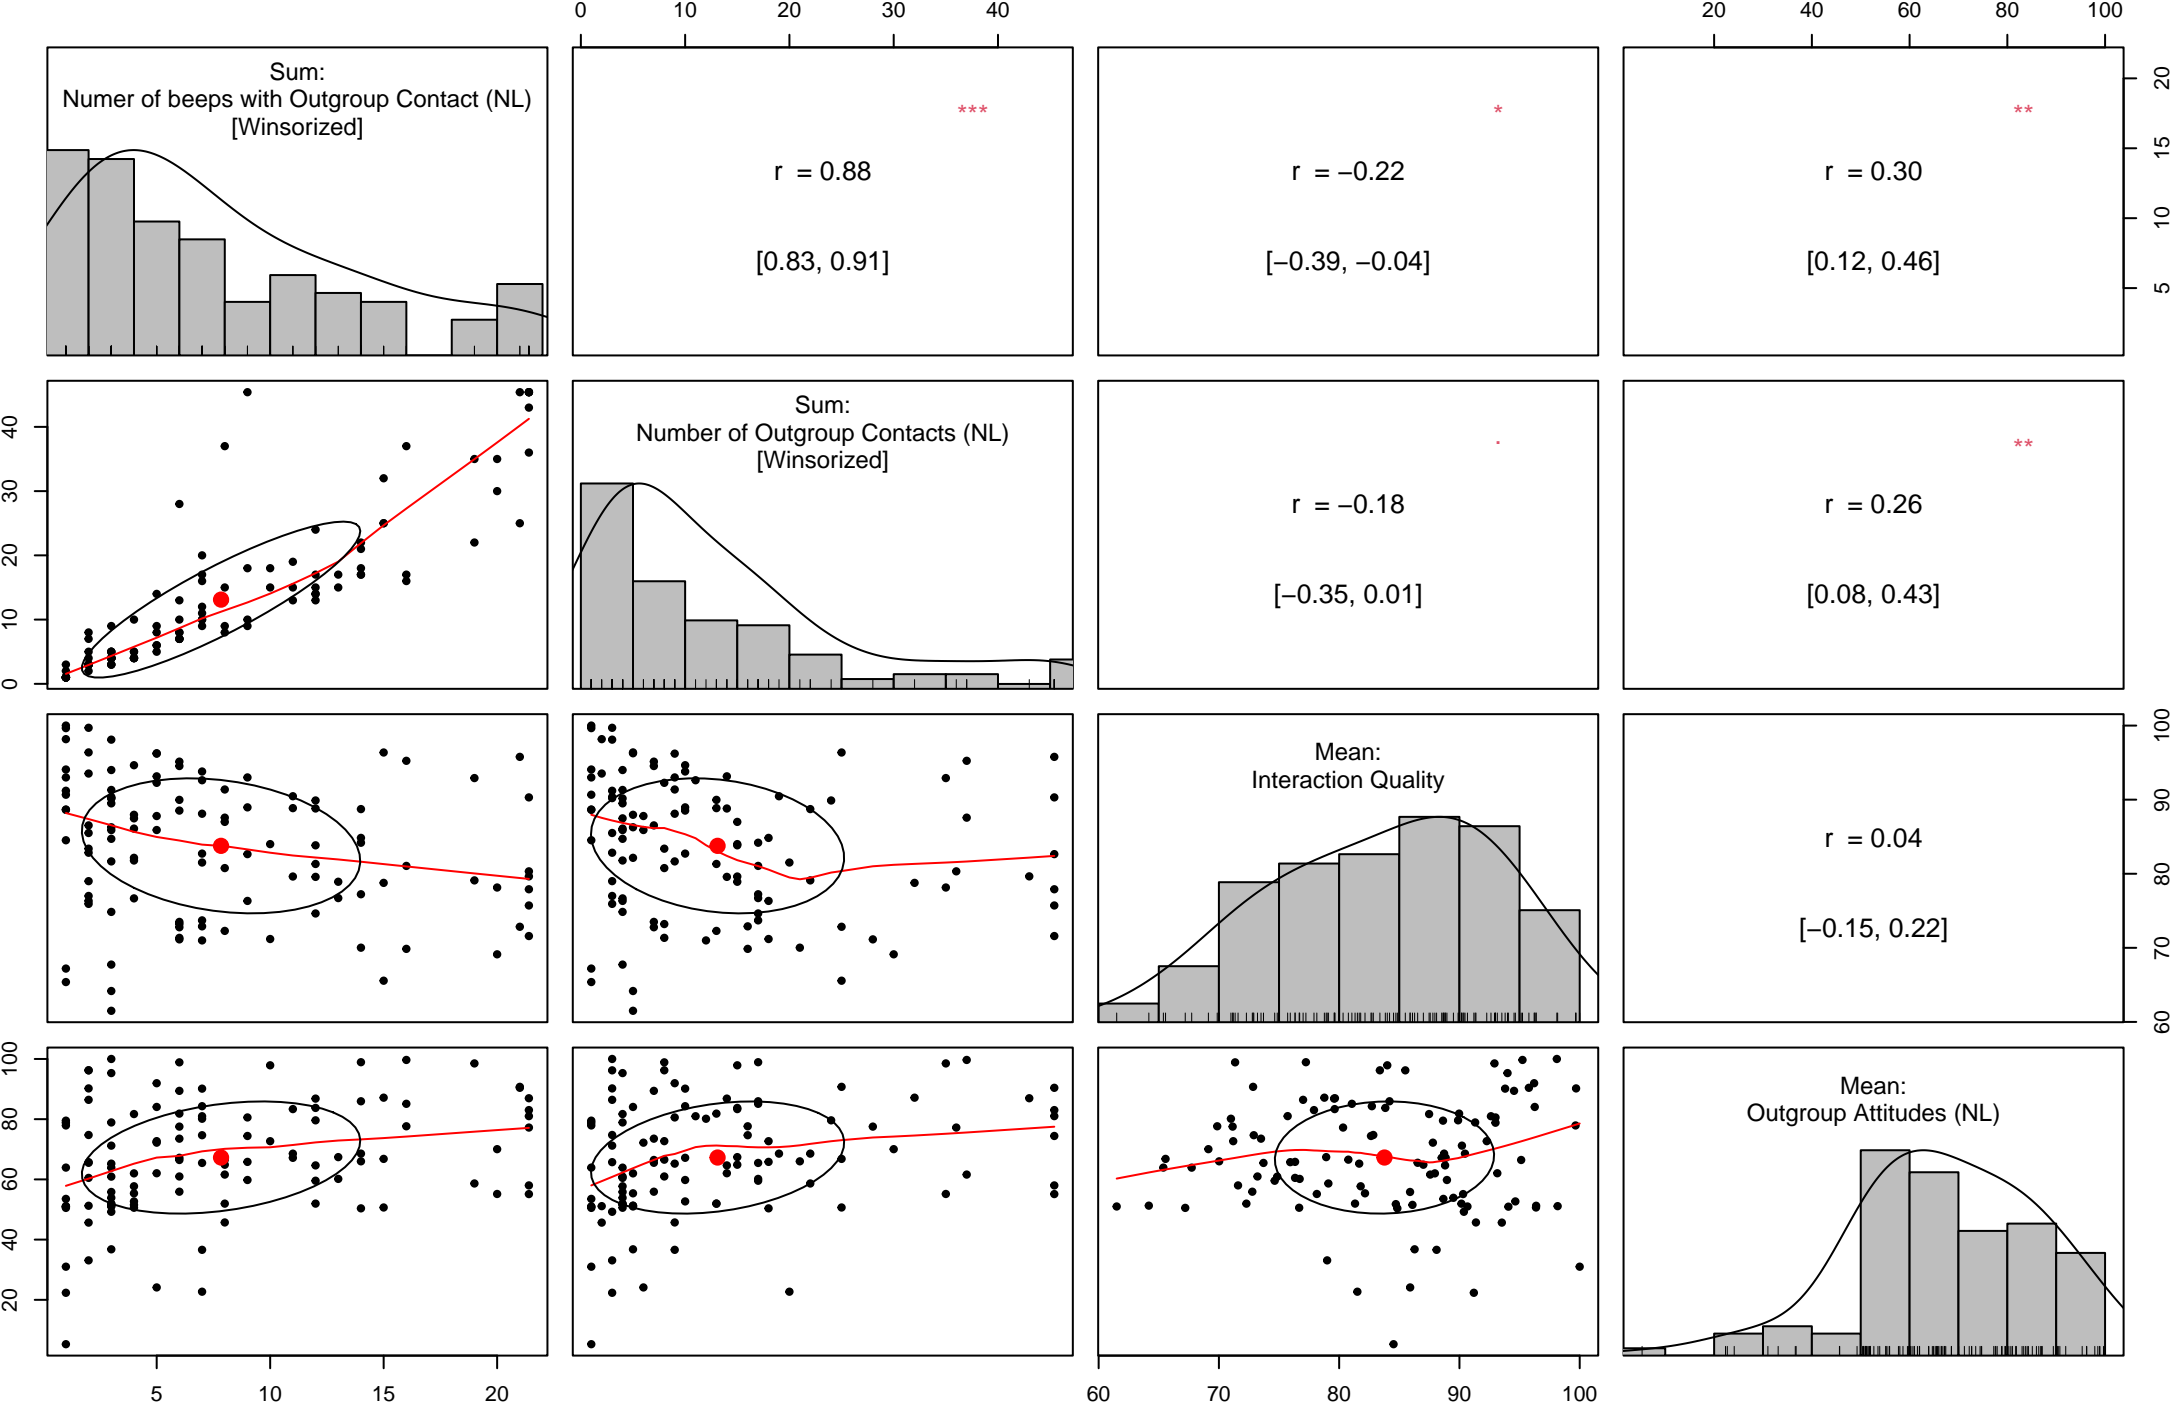 0 10 20 30 40
20 40 60 80 100
Sum:
Numer of beeps with Outgroup Contact (NL)
[Winsorized]
***
r = 0.88
[0.83, 0.91]
*
r = −0.22
[−0.39, −0.04]
**
r = 0.30
[0.12, 0.46]
5 10 15 20
0 10 20 30 40
Sum:
Number of Outgroup Contacts (NL)
[Winsorized]
.
r = −0.18
[−0.35, 0.01]
**
r = 0.26
[0.08, 0.43]
Mean:
Interaction Quality
r = 0.04
[−0.15, 0.22]
60 70 80 90 100
20 40 60 80 100
Mean:
Outgroup Attitudes (NL)
5 10 15 20
60 70 80 90 100